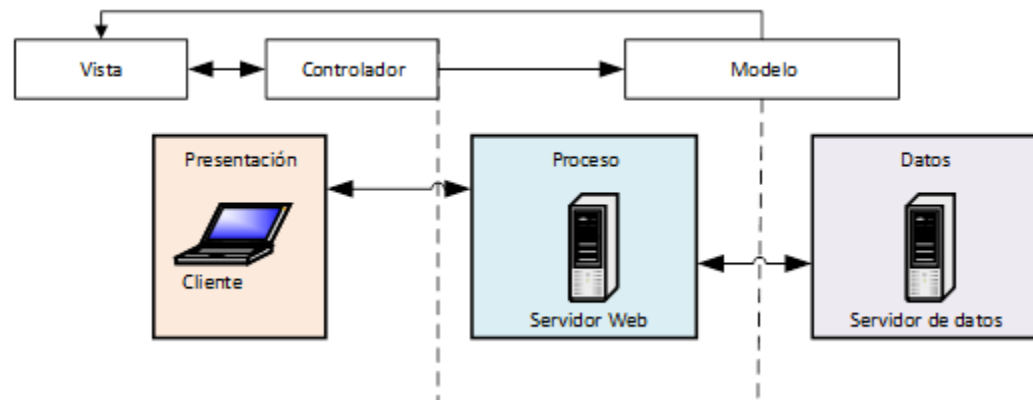 Vista
Controlador
Modelo
Presentación
Proceso
Datos
Cliente
Servidor Web
Servidor de datos